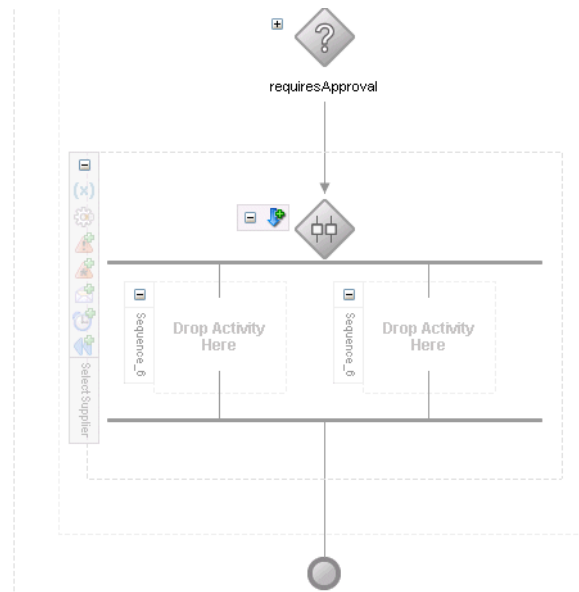 requiresApproval
(x)
Sequence_6
Drop Activity
Here
Sequence_6
Drop Activity
Here
Select Supplier